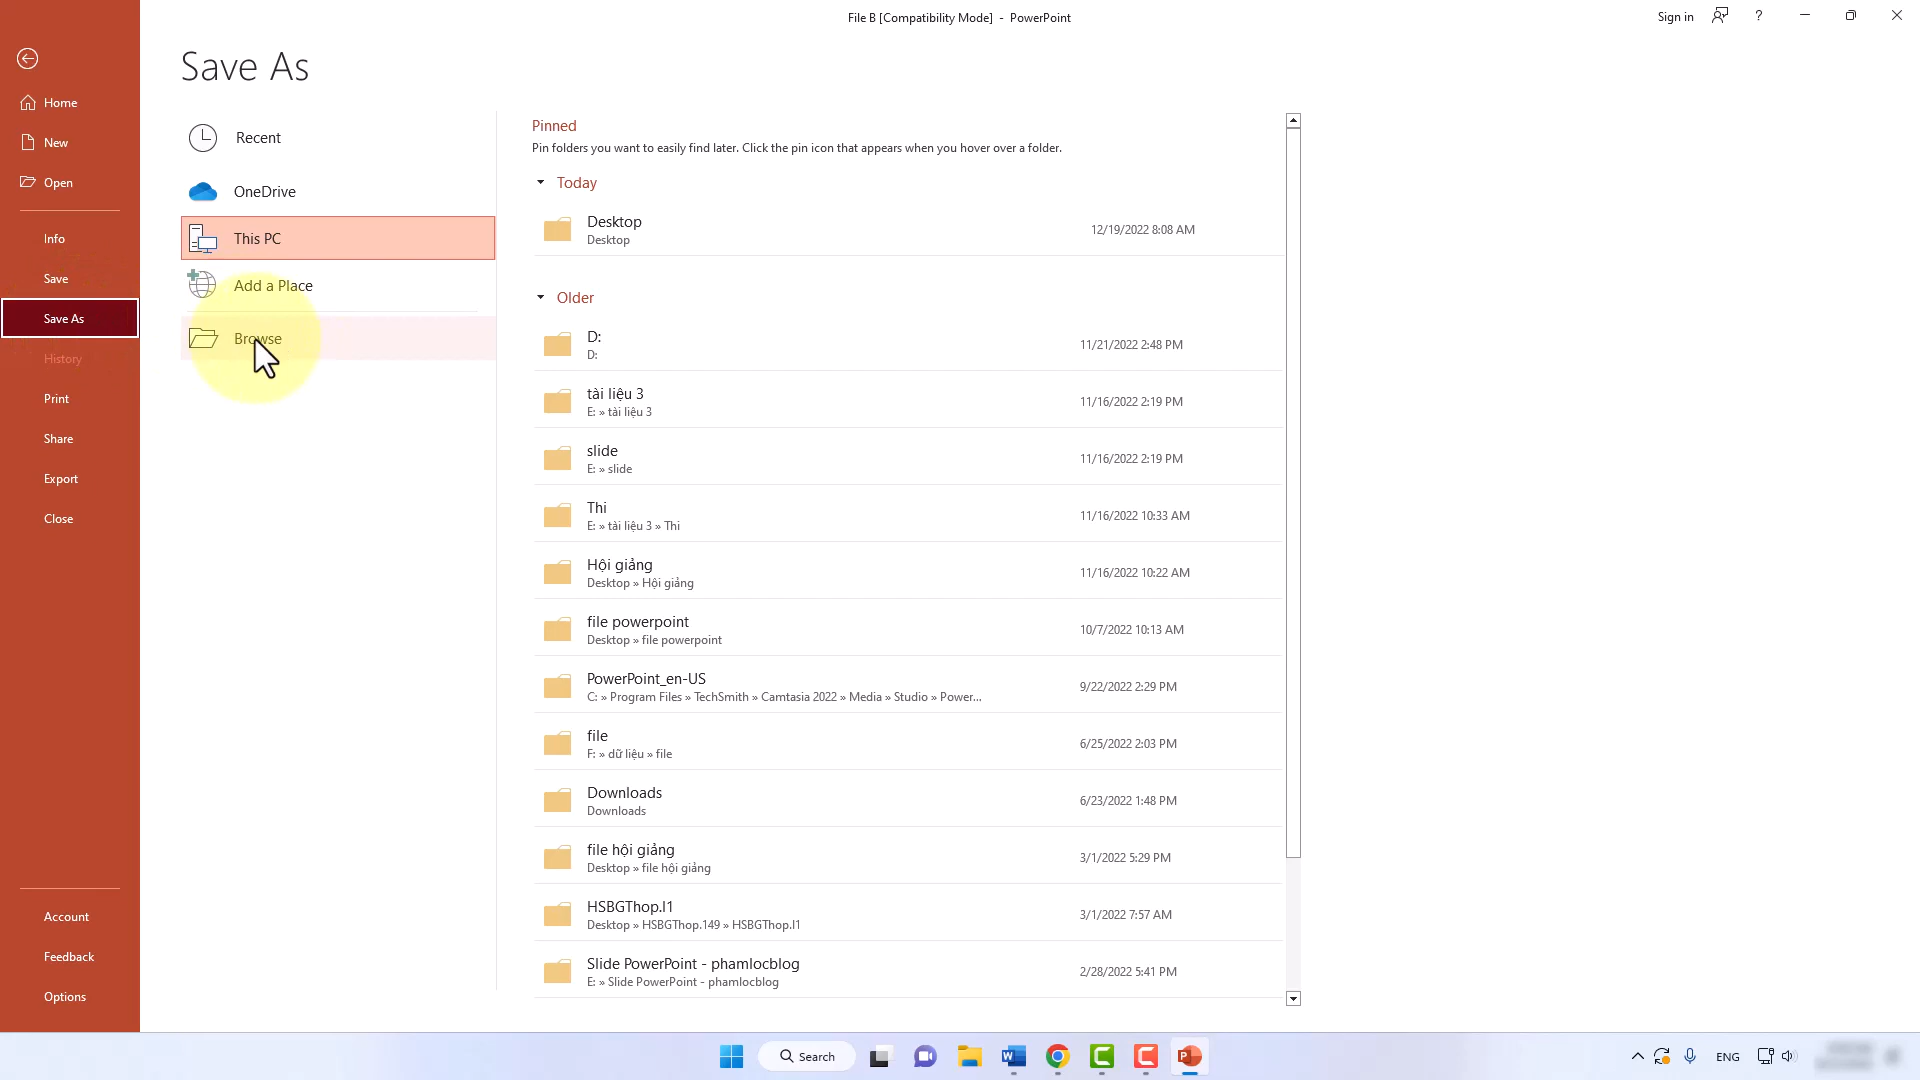 File B [Compatibility Mode] - PowerPoint
Sign in
?
Save As
Home
New
Open
Info
Save
Save As
History
Print
Share
Export
Close
Account
Feedback
Options
Recent
OneDrive
This PC
Add a Place
Browse
Pinned
Pin folders you want to easily find later. Click the pin icon that appears when you hover over a folder.
Today
Desktop
Desktop
12/19/2022 8:08 AM
Older
D:
D:
11/21/2022 2:48 PM
tài liệu 3
E: » tài liệu 3
11/16/2022 2:19 PM
slide
E: » slide
11/16/2022 2:19 PM
Thi
E: » tài liệu 3 » Thi
11/16/2022 10:33 AM
Hội giảng
Desktop » Hội giảng
11/16/2022 10:22 AM
file powerpoint
Desktop » file powerpoint
10/7/2022 10:13 AM
PowerPoint_en-US
C: » Program Files » TechSmith » Camtasia 2022 » Media » Studio » Power...
9/22/2022 2:29 PM
file
F: » dữ liệu » file
6/25/2022 2:03 PM
Downloads
Downloads
6/23/2022 1:48 PM
file hội giảng
Desktop » file hội giảng
3/1/2022 5:29 PM
HSBGThop.I1
Desktop » HSBGThop.149 » HSBGThop.I1
3/1/2022 7:57 AM
Slide PowerPoint - phamlocblog
E: » Slide PowerPoint - phamlocblog
2/28/2022 5:41 PM
Search
ENG